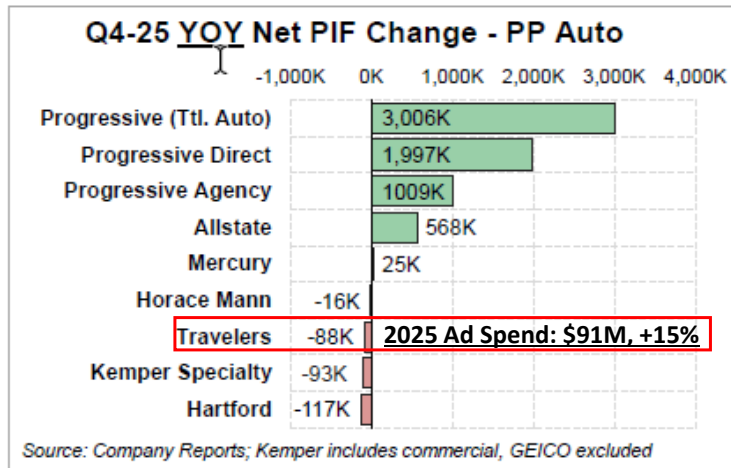 Q4-25 YOY Net PIF Change - PP Auto
-1,000K 0K 1,000K 2,000K 3,000K 4,000K
Progressive (Ttl. Auto) 3,006K
Progressive Direct 1,997K
Progressive Agency 1009K
Allstate 568K
Mercury 25K
Horace Mann -16K
Travelers -88K 2025 Ad Spend: $91M, +15%
Kemper Specialty -93K
Hartford -117K
Source: Company Reports; Kemper includes commercial, GEICO excluded